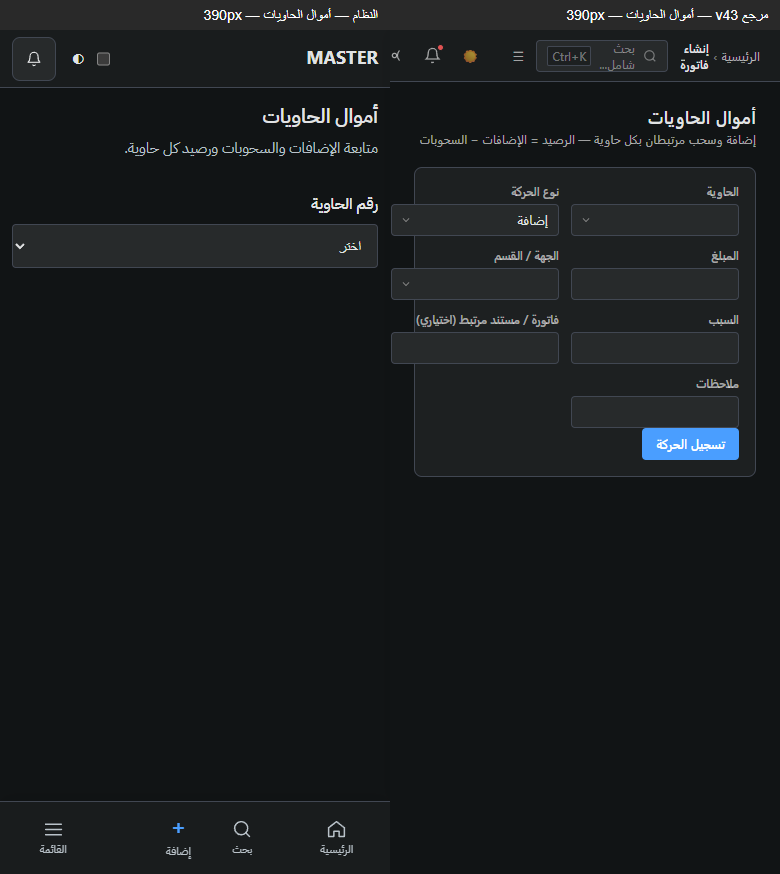 مرجع v43 — أموال الحاويات — 390px
الرئيسية › إنشاء فاتورة
بحث شامل... Ctrl+K
أموال الحاويات
إضافة وسحب مرتبطان بكل حاوية — الرصيد = الإضافات − السحوبات
الحاوية
نوع الحركة
إضافة
المبلغ
الجهة / القسم
السبب
فاتورة / مستند مرتبط (اختياري)
ملاحظات
تسجيل الحركة
النظام — أموال الحاويات — 390px
MASTER
أموال الحاويات
متابعة الإضافات والسحوبات ورصيد كل حاوية.
رقم الحاوية
اختر
الرئيسية
بحث
إضافة
القائمة